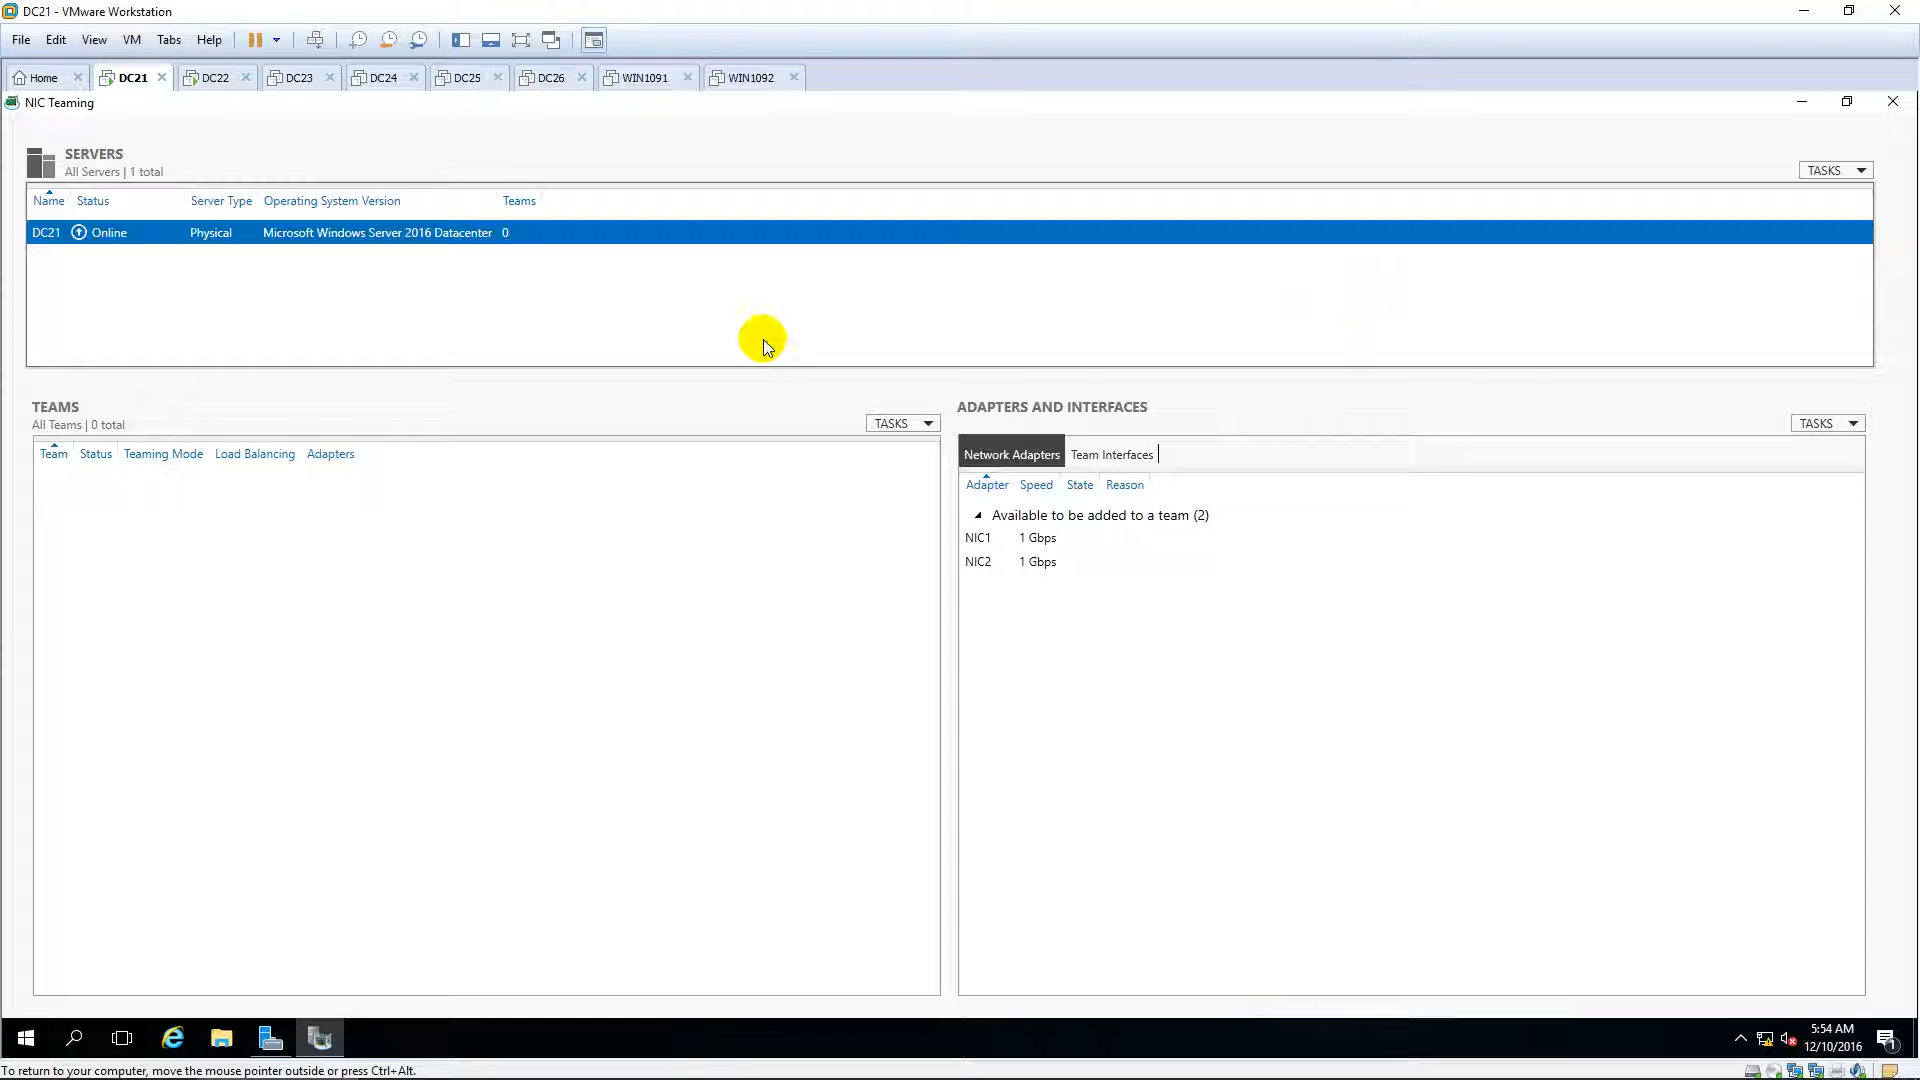 DC21 - VMware Workstation
File Edit View VM Tabs Help
Home DC21 DC22 DC23 DC24 DC25 DC26 WIN1091 WIN1092
NIC Teaming
SERVERS
All Servers | 1 total
TASKS
Name Status Server Type Operating System Version Teams
DC21 Online Physical Microsoft Windows Server 2016 Datacenter 0
TEAMS
All Teams | 0 total
TASKS
Team Status Teaming Mode Load Balancing Adapters
ADAPTERS AND INTERFACES
TASKS
Network Adapters Team Interfaces
Adapter Speed State Reason
Available to be added to a team (2)
NIC1 1 Gbps
NIC2 1 Gbps
5:54 AM
12/10/2016
1
To return to your computer, move the mouse pointer outside or press Ctrl+Alt.